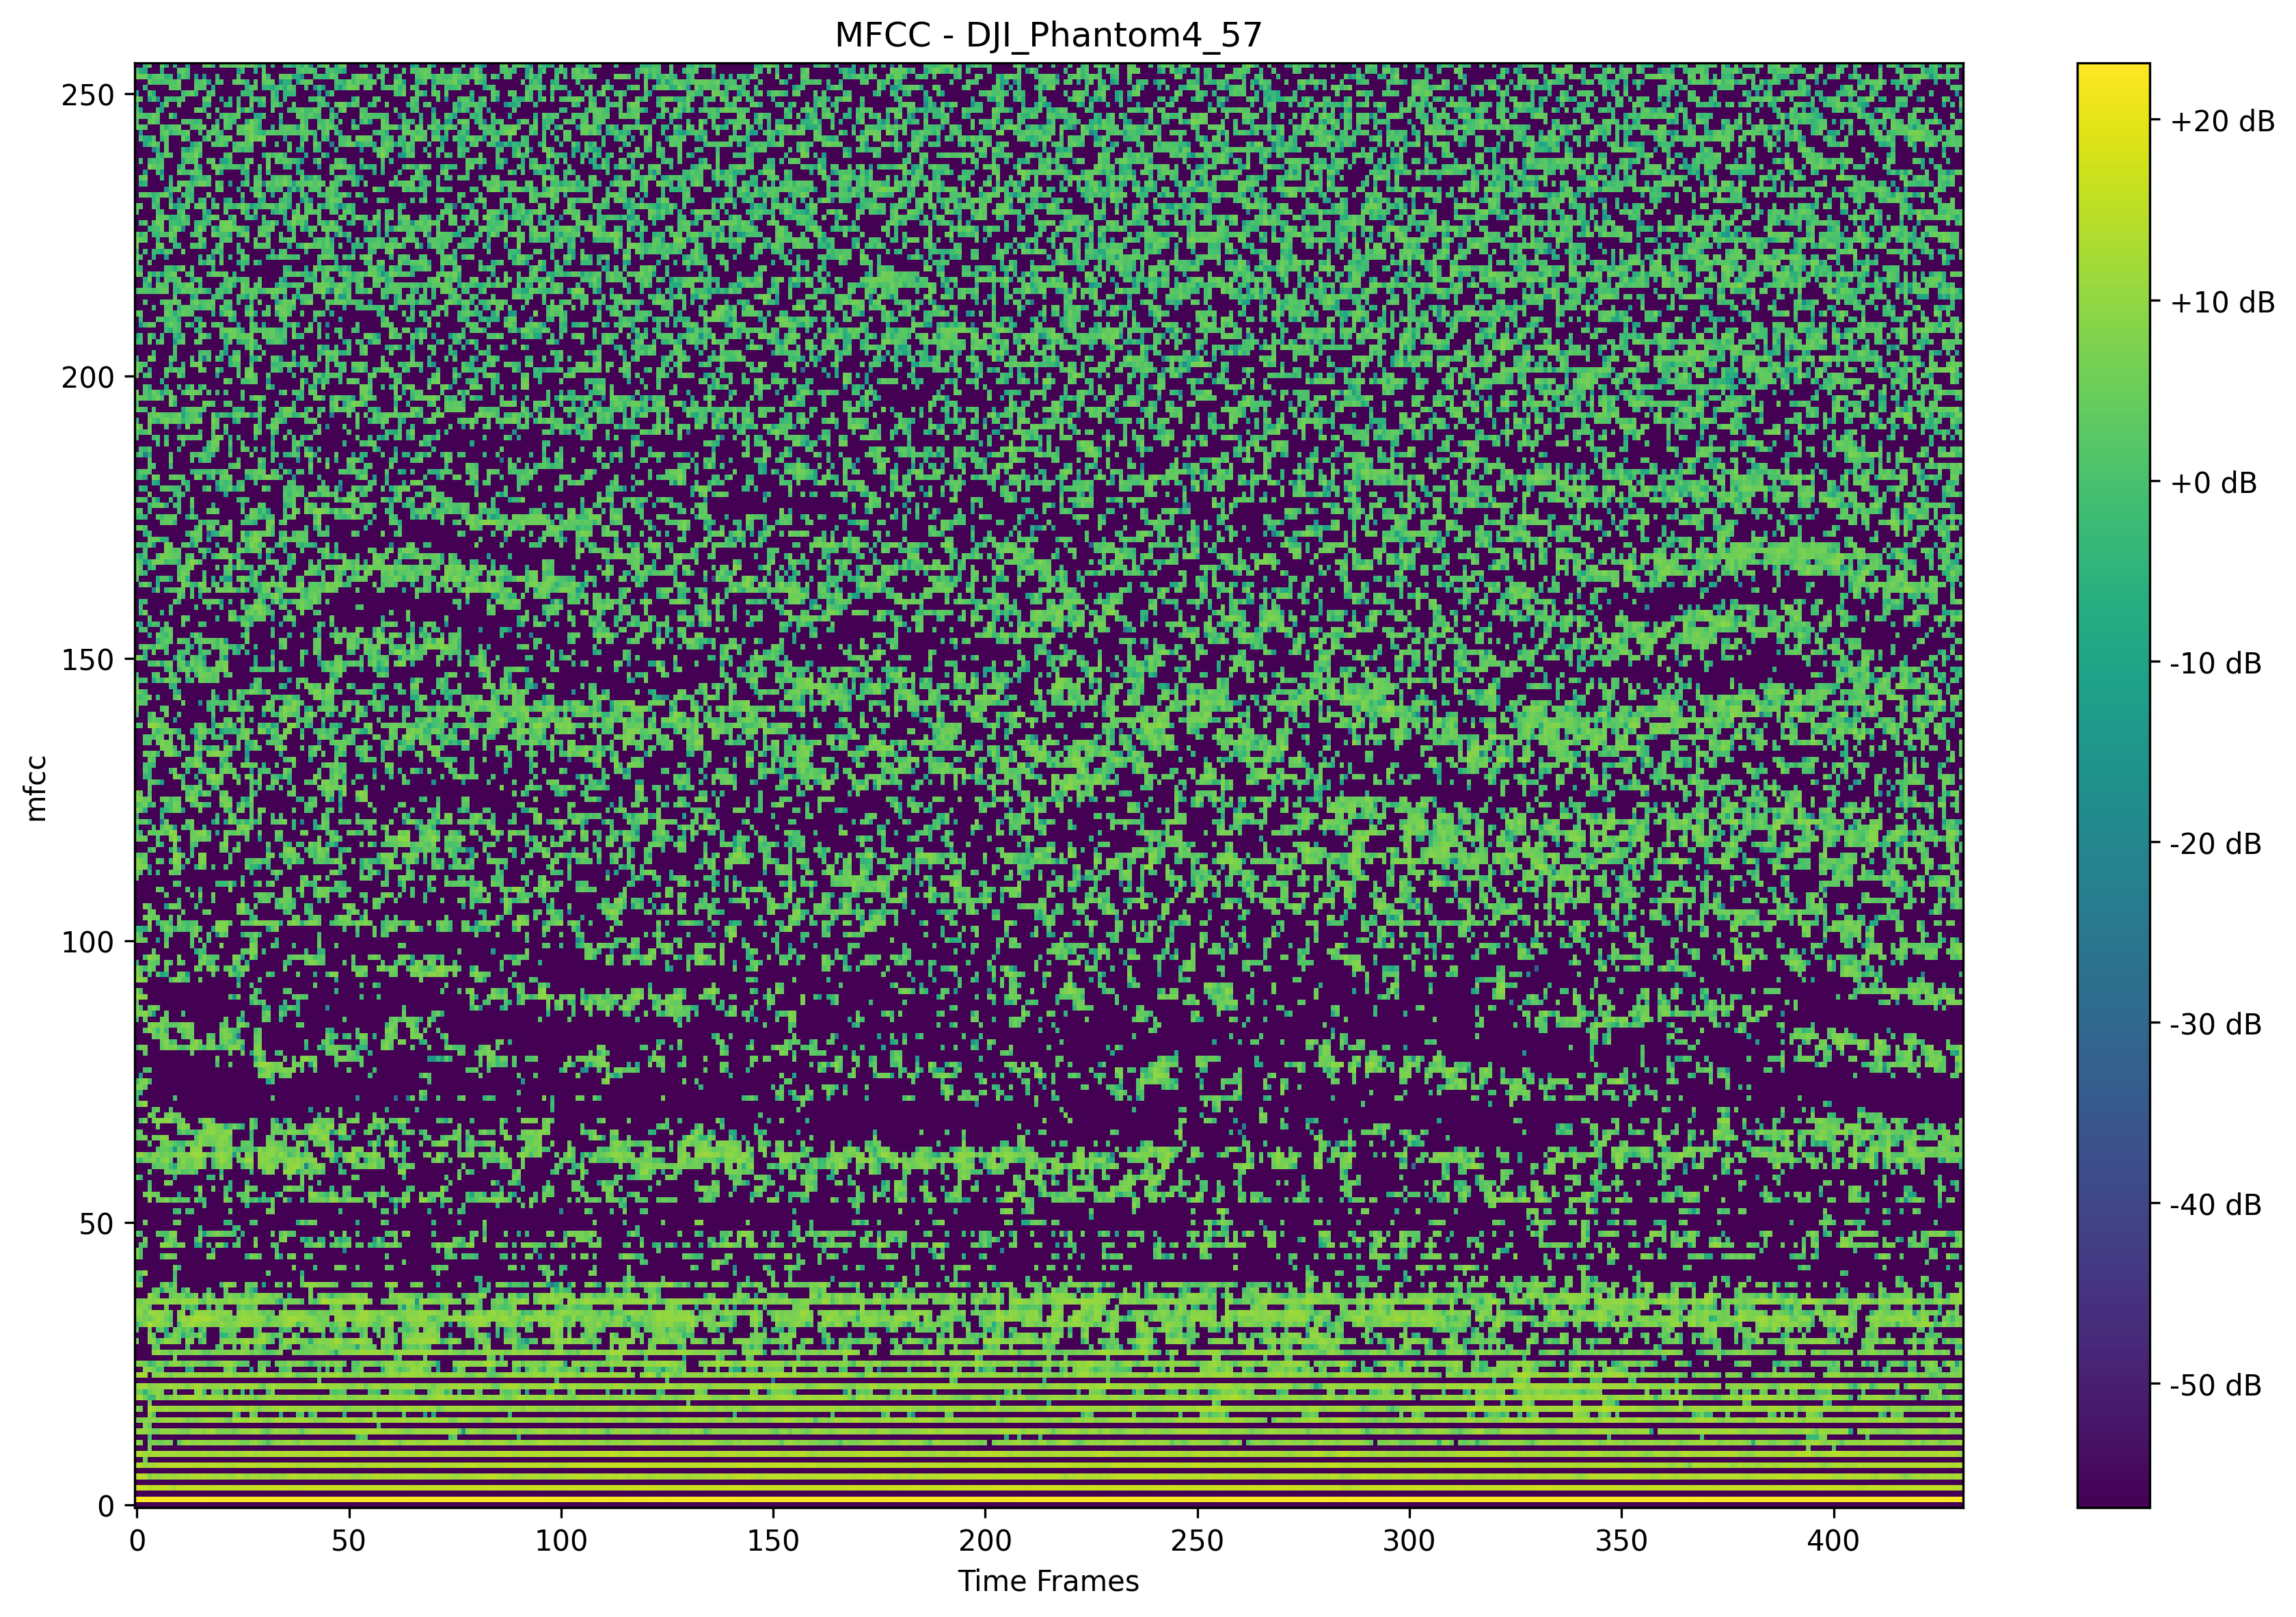 MFCC - DJI_Phantom4_57
250
200
150
100
50
0
mfcc
0 50 100 150 200 250 300 350 400
Time Frames
+20 dB
+10 dB
+0 dB
-10 dB
-20 dB
-30 dB
-40 dB
-50 dB